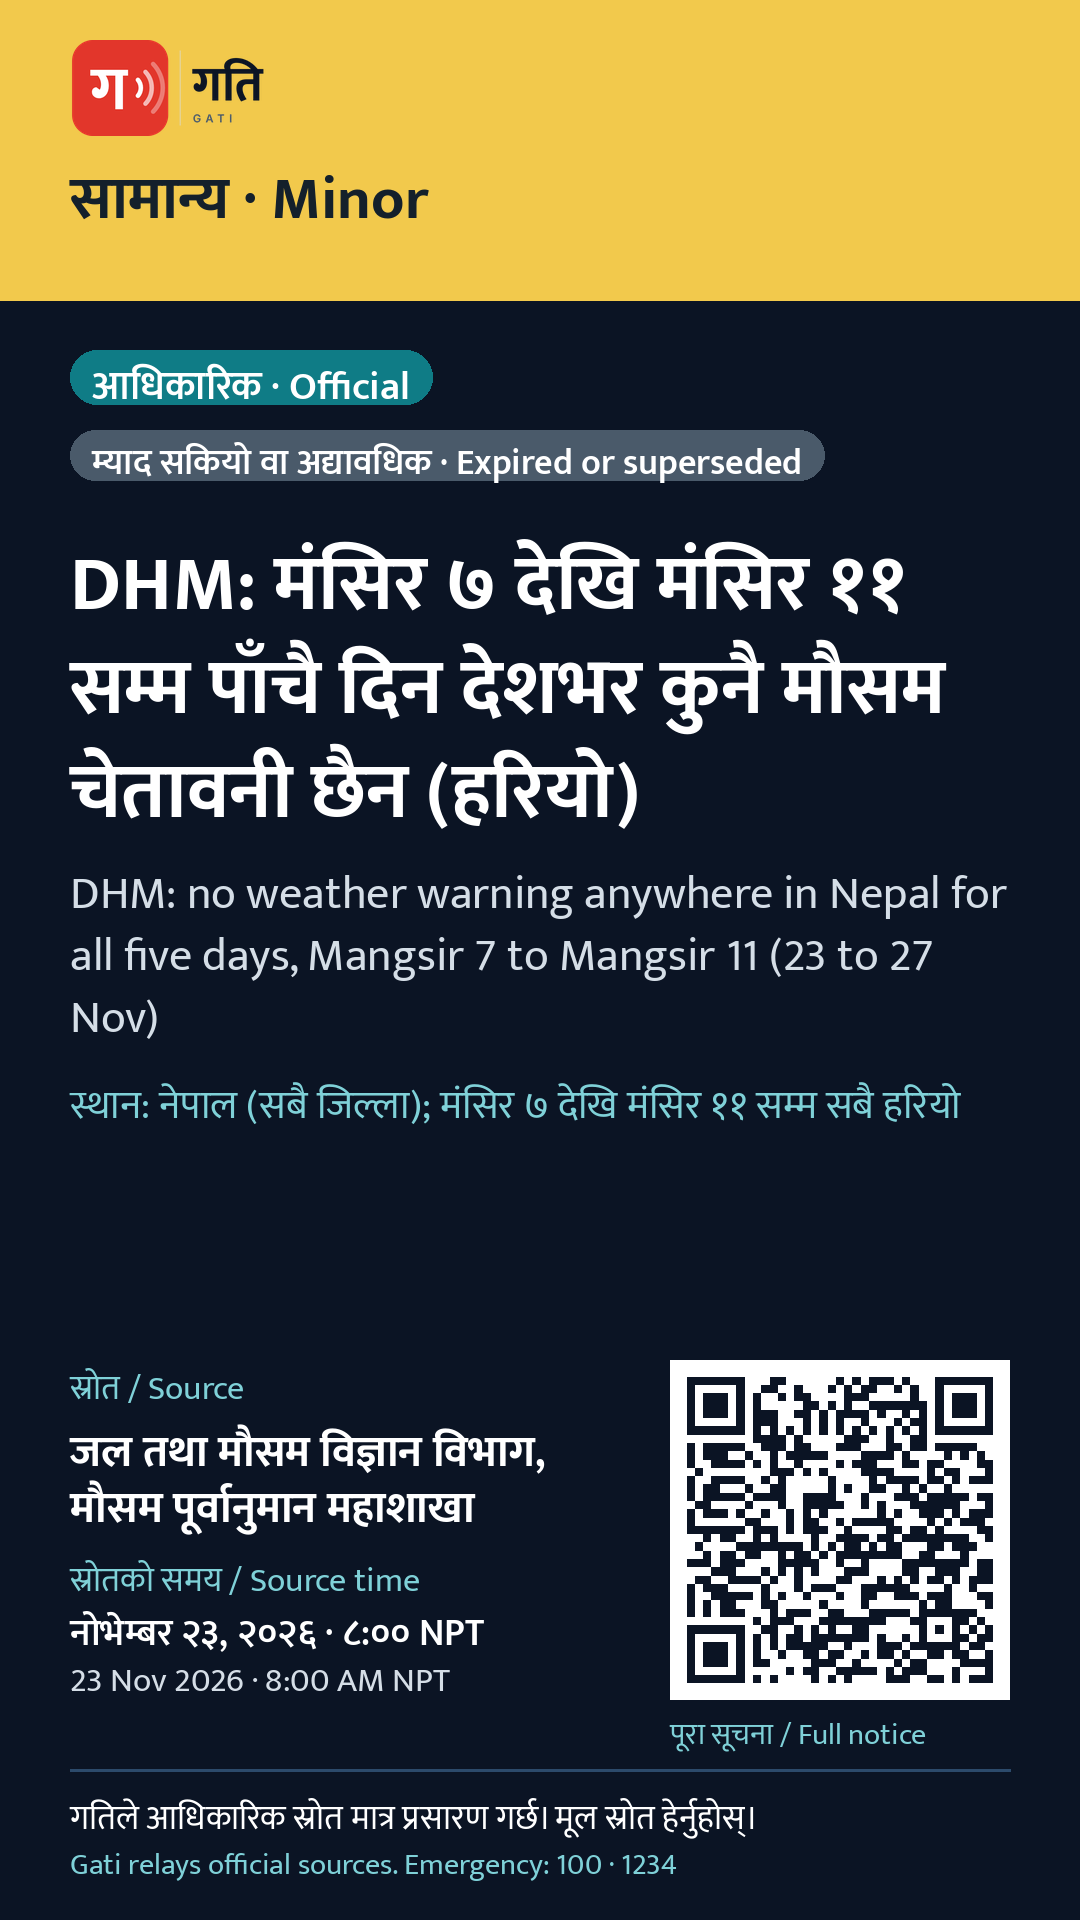 ग
गति
GATI
सामान्य · Minor
आधिकारिक · Official
म्याद सकियो वा अद्यावधिक · Expired or superseded
DHM: मंसिर ७ देखि मंसिर ११
सम्म पाँचै दिन देशभर कुनै मौसम
चेतावनी छैन (हरियो)
DHM: no weather warning anywhere in Nepal for
all five days, Mangsir 7 to Mangsir 11 (23 to 27
Nov)
स्थान: नेपाल (सबै जिल्ला); मंसिर ७ देखि मंसिर ११ सम्म सबै हरियो
स्रोत / Source
जल तथा मौसम विज्ञान विभाग,
मौसम पूर्वानुमान महाशाखा
स्रोतको समय / Source time
नोभेम्बर २३, २०२६ · ८:०० NPT
23 Nov 2026 · 8:00 AM NPT
पूरा सूचना / Full notice
गतिले आधिकारिक स्रोत मात्र प्रसारण गर्छ। मूल स्रोत हेर्नुहोस्।
Gati relays official sources. Emergency: 100 · 1234